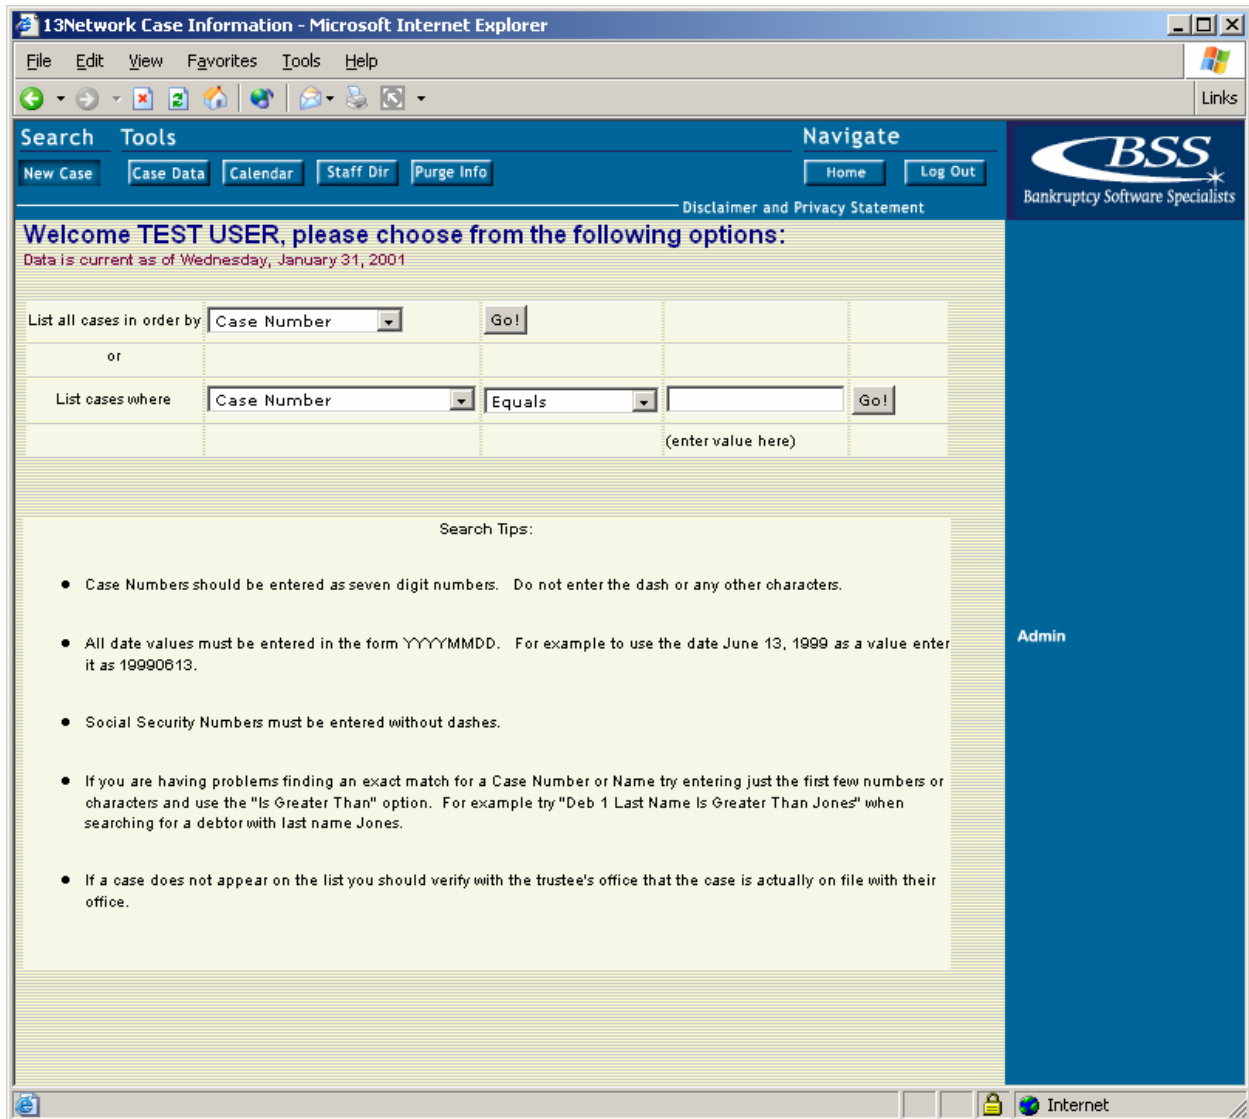 13Network Case Information - Microsoft Internet Explorer
File Edit View Favorites Tools Help
Links
Search Tools Navigate
New Case Case Data Calendar Staff Dir Purge Info Home Log Out
Disclaimer and Privacy Statement
BSS
Bankruptcy Software Specialists
Welcome TEST USER, please choose from the following options:
Data is current as of Wednesday, January 31, 2001
List all cases in order by Case Number Go!
or
List cases where Case Number Equals Go!
(enter value here)
Search Tips:
Case Numbers should be entered as seven digit numbers. Do not enter the dash or any other characters.
All date values must be entered in the form YYYYMMDD. For example to use the date June 13, 1999 as a value enter
it as 19990613.
Admin
Social Security Numbers must be entered without dashes.
If you are having problems finding an exact match for a Case Number or Name try entering just the first few numbers or
characters and use the "Is Greater Than" option. For example try "Deb 1 Last Name Is Greater Than Jones" when
searching for a debtor with last name Jones.
If a case does not appear on the list you should verify with the trustee's office that the case is actually on file with their
office.
Internet